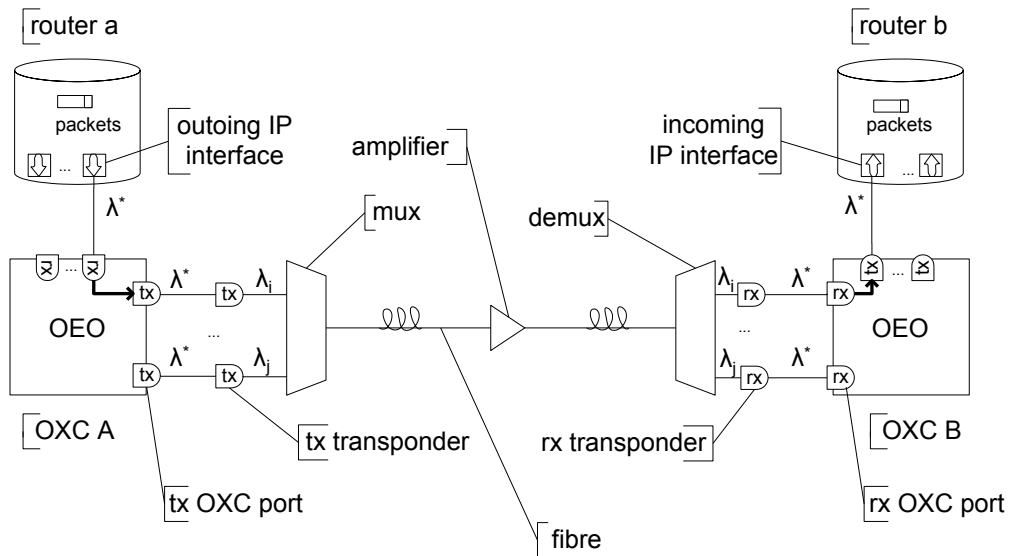 router a
router b
packets
packets
outoing IP
interface
incoming
IP interface
amplifier
...
...
λ*
λ*
mux
demux
rx
...
rx
tx
...
tx
λ*
λi
λi
λ*
tx
tx
rx
rx
OEO
OEO
...
...
λ*
λj
λj
λ*
tx
tx
rx
rx
OXC A
tx transponder
rx transponder
OXC B
tx OXC port
rx OXC port
fibre